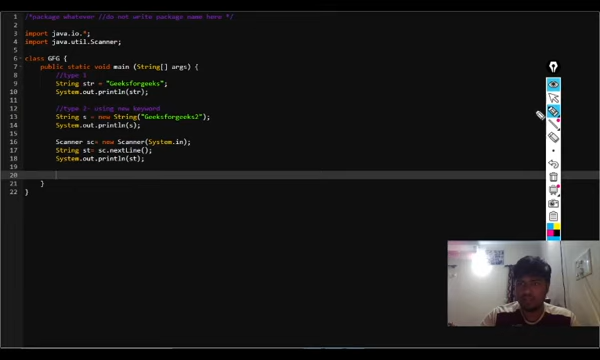 1 /*package whatever //do not write package name here */
2
3 import java.io.*;
4 import java.util.Scanner;
5
6 class GFG {
7 public static void main (String[] args) {
8 //type 1
9 String str = "Geeksforgeeks";
10 System.out.println(str);
11
12 //type 2- using new keyword
13 String s = new String("Geeksforgeeks2");
14 System.out.println(s);
15
16 Scanner sc= new Scanner(System.in);
17 String st= sc.nextLine();
18 System.out.println(st);
19
20
21 }
22 }